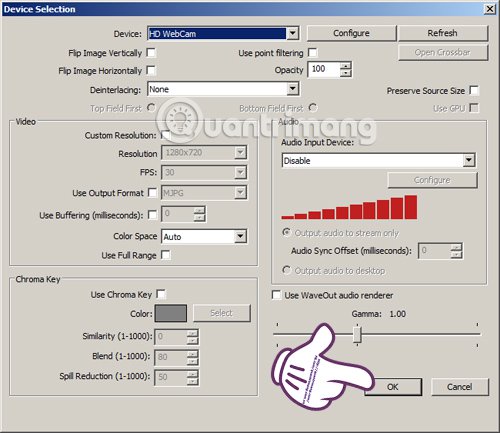 Device Selection
Device: HD WebCam Configure Refresh
Flip Image Vertically Use point filtering Open Crossbar
Flip Image Horizontally Opacity 100
Deinterlacing: None Preserve Source Size
Top Field First Bottom Field First Use GPU
Quantrimang
Video Audio
Custom Resolution: Audio Input Device:
Resolution 1280x720 Disable
FPS: 30 Configure
Use Output Format MJPG
Use Buffering (milliseconds): 0
Output audio to stream only
Color Space Auto Audio Sync Offset (milliseconds): 0
Use Full Range Output audio to desktop
Chroma Key
Use Chroma Key Use WaveOut audio renderer
Color: Select Gamma: 1.00
Similarity (1-1000): 0
Blend (1-1000): 80
Spill Reduction (1-1000): 50
OK Cancel